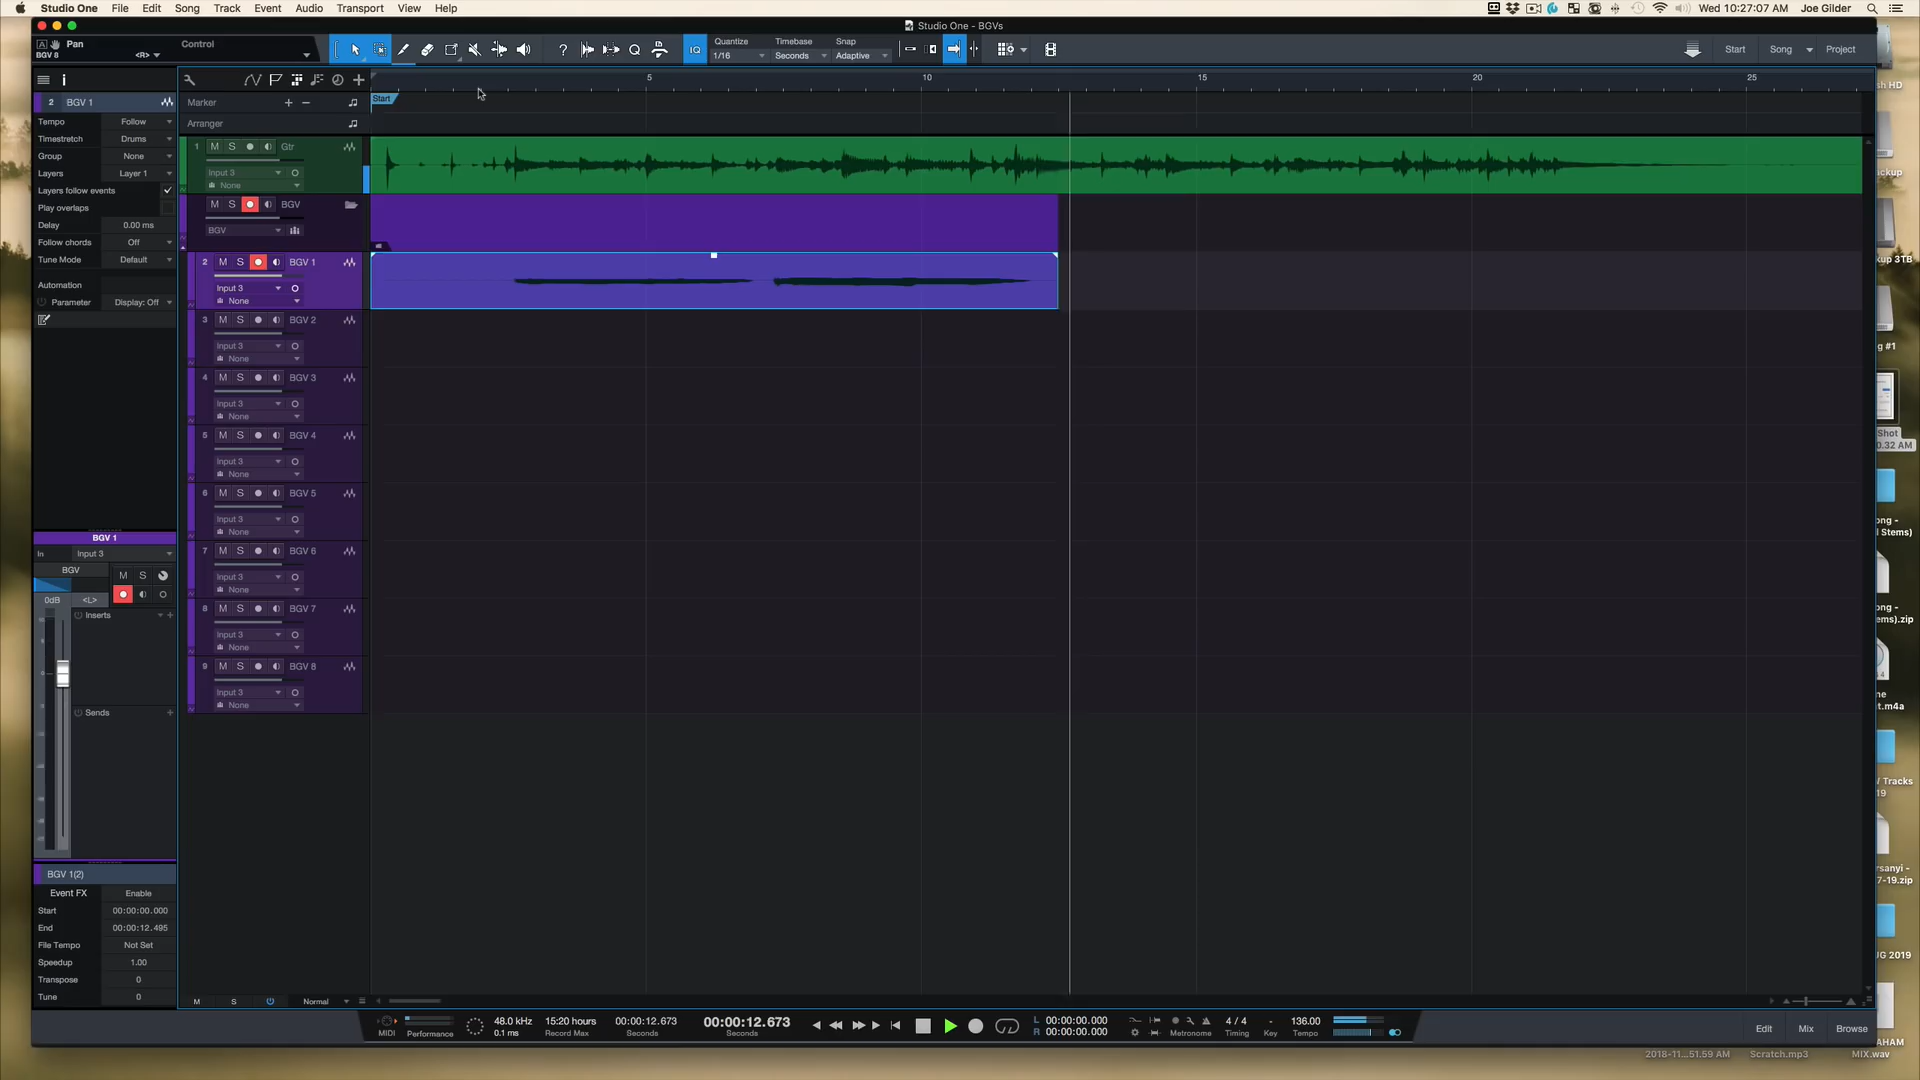 Studio One File Edit Song Track Event Audio Transport View Help
Wed 10:27:07 AM Joe Gilder
Studio One - BGVs
Pan
BGV 8
<R>
Control
IQ
Quantize
1/16
Timebase
Seconds
Snap
Adaptive
Start Song Project
2 BGV 1
Tempo Follow
Timestretch Drums
Group None
Layers Layer 1
Layers follow events
Play overlaps
Delay 0.00 ms
Follow chords Off
Tune Mode Default
Automation
Parameter Display: Off
Marker
Arranger
5 10 15 20 25
Start
1 M S Gtr
Input 3
None
M S BGV
BGV
2 M S BGV 1
Input 3
None
3 M S BGV 2
Input 3
None
4 M S BGV 3
Input 3
None
5 M S BGV 4
Input 3
None
6 M S BGV 5
Input 3
None
7 M S BGV 6
Input 3
None
8 M S BGV 7
Input 3
None
9 M S BGV 8
Input 3
None
BGV 1
In Input 3
BGV M S
0dB <L>
Inserts
Sends
BGV 1(2)
Event FX Enable
Start 00:00:00.000
End 00:00:12.495
File Tempo Not Set
Speedup 1.00
Transpose 0
Tune 0
M S Normal
MIDI
Performance
48.0 kHz
0.1 ms
15:20 hours
Record Max
00:00:12.673
Seconds
00:00:12.673
Seconds
L 00:00:00.000
R 00:00:00.000
Metronome
4 / 4
Timing
-
Key
136.00
Tempo
Edit Mix Browse
sh HD
ackup
ckup 3TB
g #1
Shot
0.32 AM
ong -
l Stems)
ong -
ems).zip
ne
t.m4a
W Tracks
19
rsanyi -
7-19.zip
UG 2019
AHAM
MIX.wav
2018-11...51.59 AM
Scratch.mp3